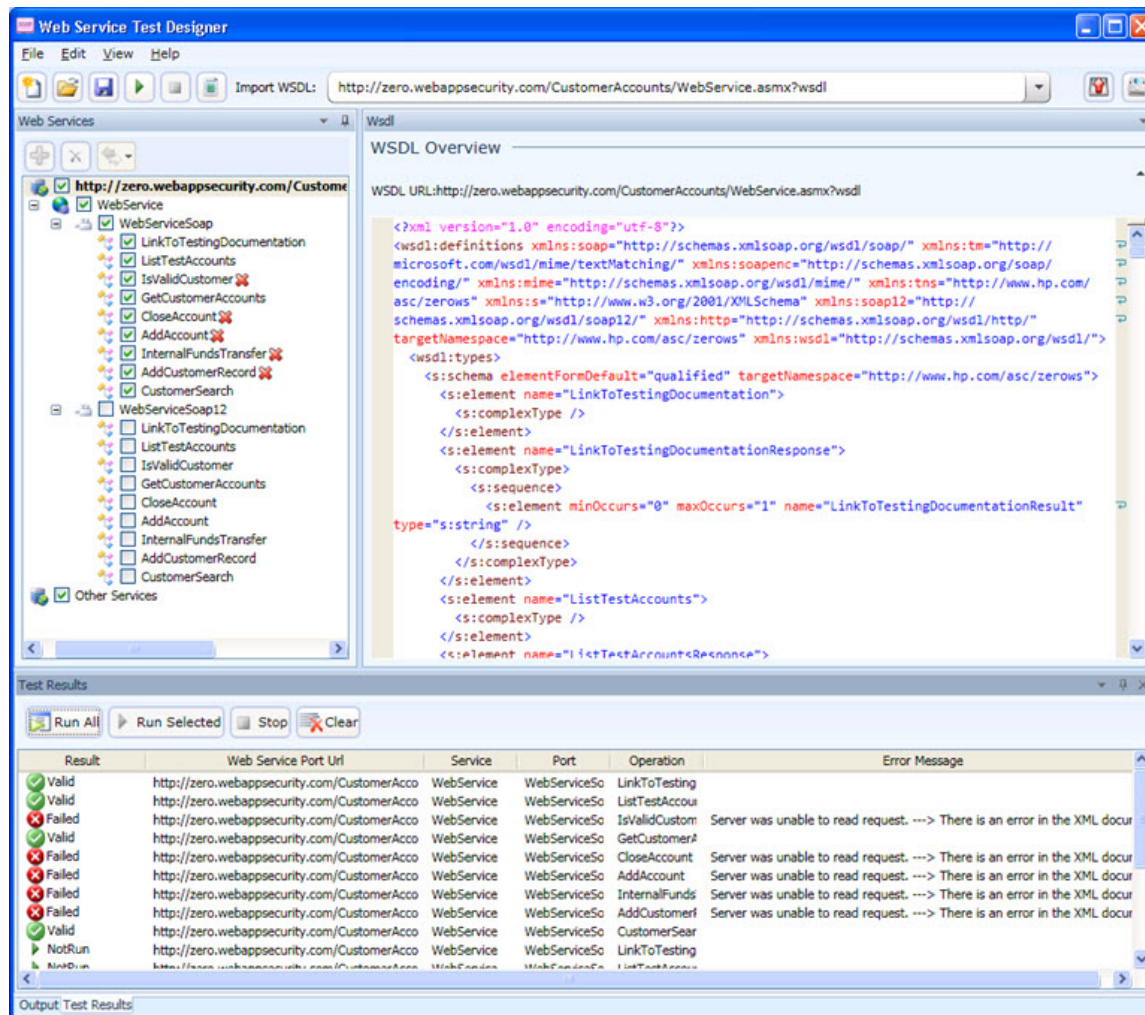 Web Service Test Designer
File Edit View Help
Import WSDL: http://zero.webappsecurity.com/CustomerAccounts/WebService.asmx?wsdl
Web Services
http://zero.webappsecurity.com/Custome
WebService
WebServiceSoap
LinkToTestingDocumentation
ListTestAccounts
IsValidCustomer
GetCustomerAccounts
CloseAccount
AddAccount
InternalFundsTransfer
AddCustomerRecord
CustomerSearch
WebServiceSoap12
LinkToTestingDocumentation
ListTestAccounts
IsValidCustomer
GetCustomerAccounts
CloseAccount
AddAccount
InternalFundsTransfer
AddCustomerRecord
CustomerSearch
Other Services
Wsdl
WSDL Overview
WSDL URL:http://zero.webappsecurity.com/CustomerAccounts/WebService.asmx?wsdl
<?xml version="1.0" encoding="utf-8"?>
<wsdl:definitions xmlns:soap="http://schemas.xmlsoap.org/wsdl/soap/" xmlns:tm="http://
microsoft.com/wsdl/mime/textMatching/" xmlns:soapenc="http://schemas.xmlsoap.org/soap/
encoding/" xmlns:mime="http://schemas.xmlsoap.org/wsdl/mime/" xmlns:tns="http://www.hp.com/
asc/zerows" xmlns:s="http://www.w3.org/2001/XMLSchema" xmlns:soap12="http://
schemas.xmlsoap.org/wsdl/soap12/" xmlns:http="http://schemas.xmlsoap.org/wsdl/http/"
targetNamespace="http://www.hp.com/asc/zerows" xmlns:wsdl="http://schemas.xmlsoap.org/wsdl/">
<wsdl:types>
<s:schema elementFormDefault="qualified" targetNamespace="http://www.hp.com/asc/zerows">
<s:element name="LinkToTestingDocumentation">
<s:complexType />
</s:element>
<s:element name="LinkToTestingDocumentationResponse">
<s:complexType>
<s:sequence>
<s:element minOccurs="0" maxOccurs="1" name="LinkToTestingDocumentationResult"
type="s:string" />
</s:sequence>
</s:complexType>
</s:element>
<s:element name="ListTestAccounts">
<s:complexType />
</s:element>
<s:element name="ListTestAccountsResponse">
Test Results
Run All Run Selected Stop Clear
Result Web Service Port Url Service Port Operation Error Message
Valid http://zero.webappsecurity.com/CustomerAcco WebService WebServiceSo LinkToTesting
Valid http://zero.webappsecurity.com/CustomerAcco WebService WebServiceSo ListTestAccou
Failed http://zero.webappsecurity.com/CustomerAcco WebService WebServiceSo IsValidCustom Server was unable to read request. ---> There is an error in the XML docur
Valid http://zero.webappsecurity.com/CustomerAcco WebService WebServiceSo GetCustomerA
Failed http://zero.webappsecurity.com/CustomerAcco WebService WebServiceSo CloseAccount Server was unable to read request. ---> There is an error in the XML docur
Failed http://zero.webappsecurity.com/CustomerAcco WebService WebServiceSo AddAccount Server was unable to read request. ---> There is an error in the XML docur
Failed http://zero.webappsecurity.com/CustomerAcco WebService WebServiceSo InternalFunds Server was unable to read request. ---> There is an error in the XML docur
Failed http://zero.webappsecurity.com/CustomerAcco WebService WebServiceSo AddCustomerF Server was unable to read request. ---> There is an error in the XML docur
Valid http://zero.webappsecurity.com/CustomerAcco WebService WebServiceSo CustomerSear
NotRun http://zero.webappsecurity.com/CustomerAcco WebService WebServiceSo LinkToTesting
NotRun http://zero.webappsecurity.com/CustomerAcco WebService WebServiceSo ListTestAccou
Output Test Results